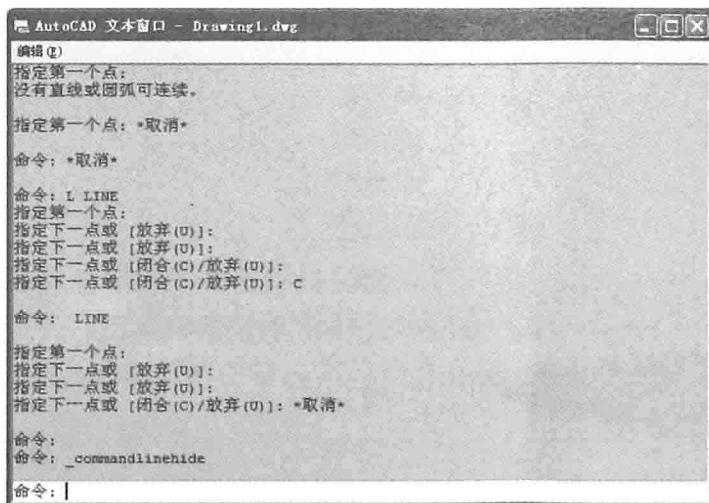 AutoCAD 文本窗口 - Drawing1.dwg
编辑(E)
指定第一个点:
没有直线或圆弧可连续。
指定第一个点: *取消*
命令: *取消*
命令: L LINE
指定第一个点:
指定下一点或 [放弃(U)]:
指定下一点或 [放弃(U)]:
指定下一点或 [闭合(C)/放弃(U)]:
指定下一点或 [闭合(C)/放弃(U)]: C
命令:  LINE
指定第一个点:
指定下一点或 [放弃(U)]:
指定下一点或 [放弃(U)]:
指定下一点或 [闭合(C)/放弃(U)]: *取消*
命令:
命令: _commandlinehide
命令: